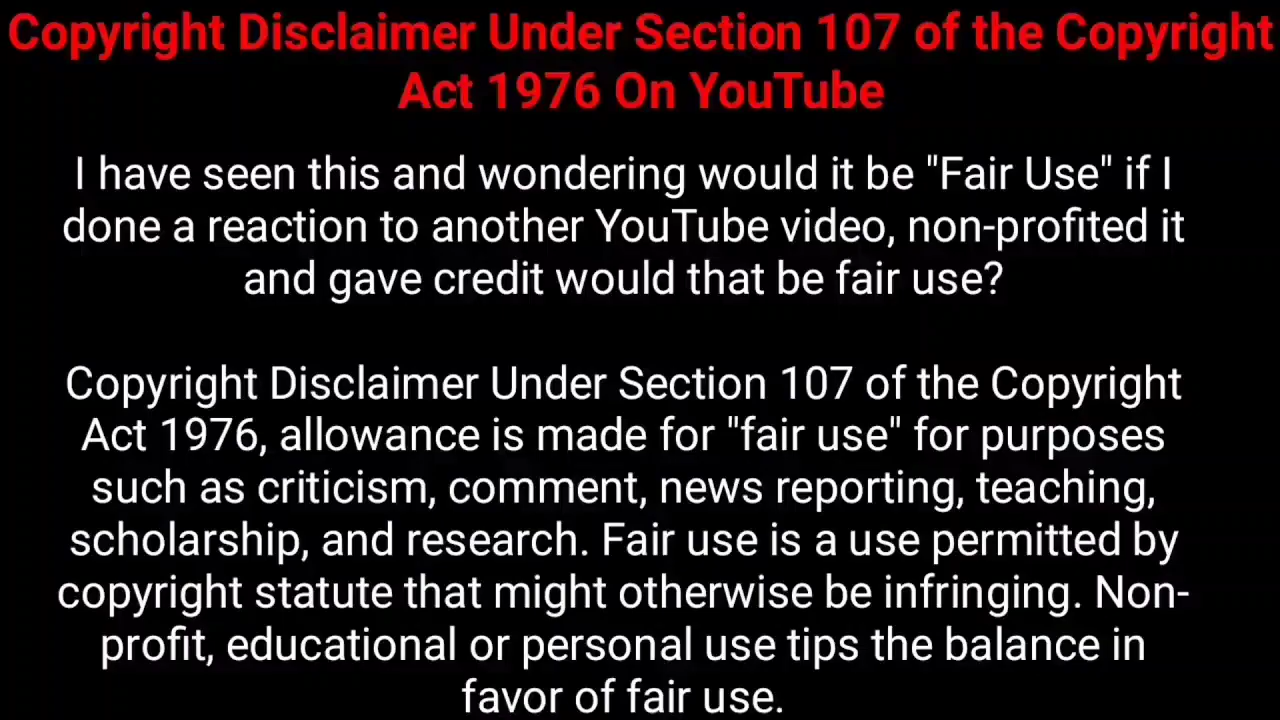 Copyright Disclaimer Under Section 107 of the Copyright
Act 1976 On YouTube
I have seen this and wondering would it be "Fair Use" if I
done a reaction to another YouTube video, non-profited it
and gave credit would that be fair use?
Copyright Disclaimer Under Section 107 of the Copyright
Act 1976, allowance is made for "fair use" for purposes
such as criticism, comment, news reporting, teaching,
scholarship, and research. Fair use is a use permitted by
copyright statute that might otherwise be infringing. Non-
profit, educational or personal use tips the balance in
favor of fair use.